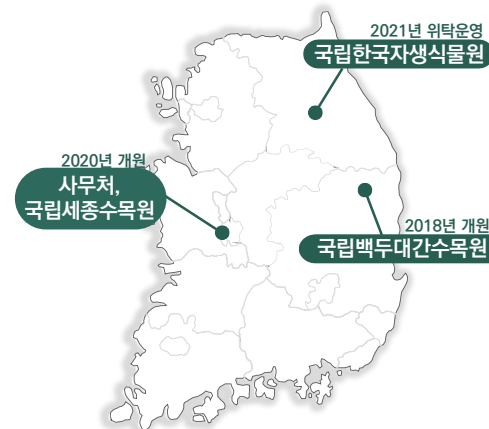 2021년 위탁운영
국립한국자생식물원
2020년 개원
사무처,
국립세종수목원
2018년 개원
국립백두대간수목원